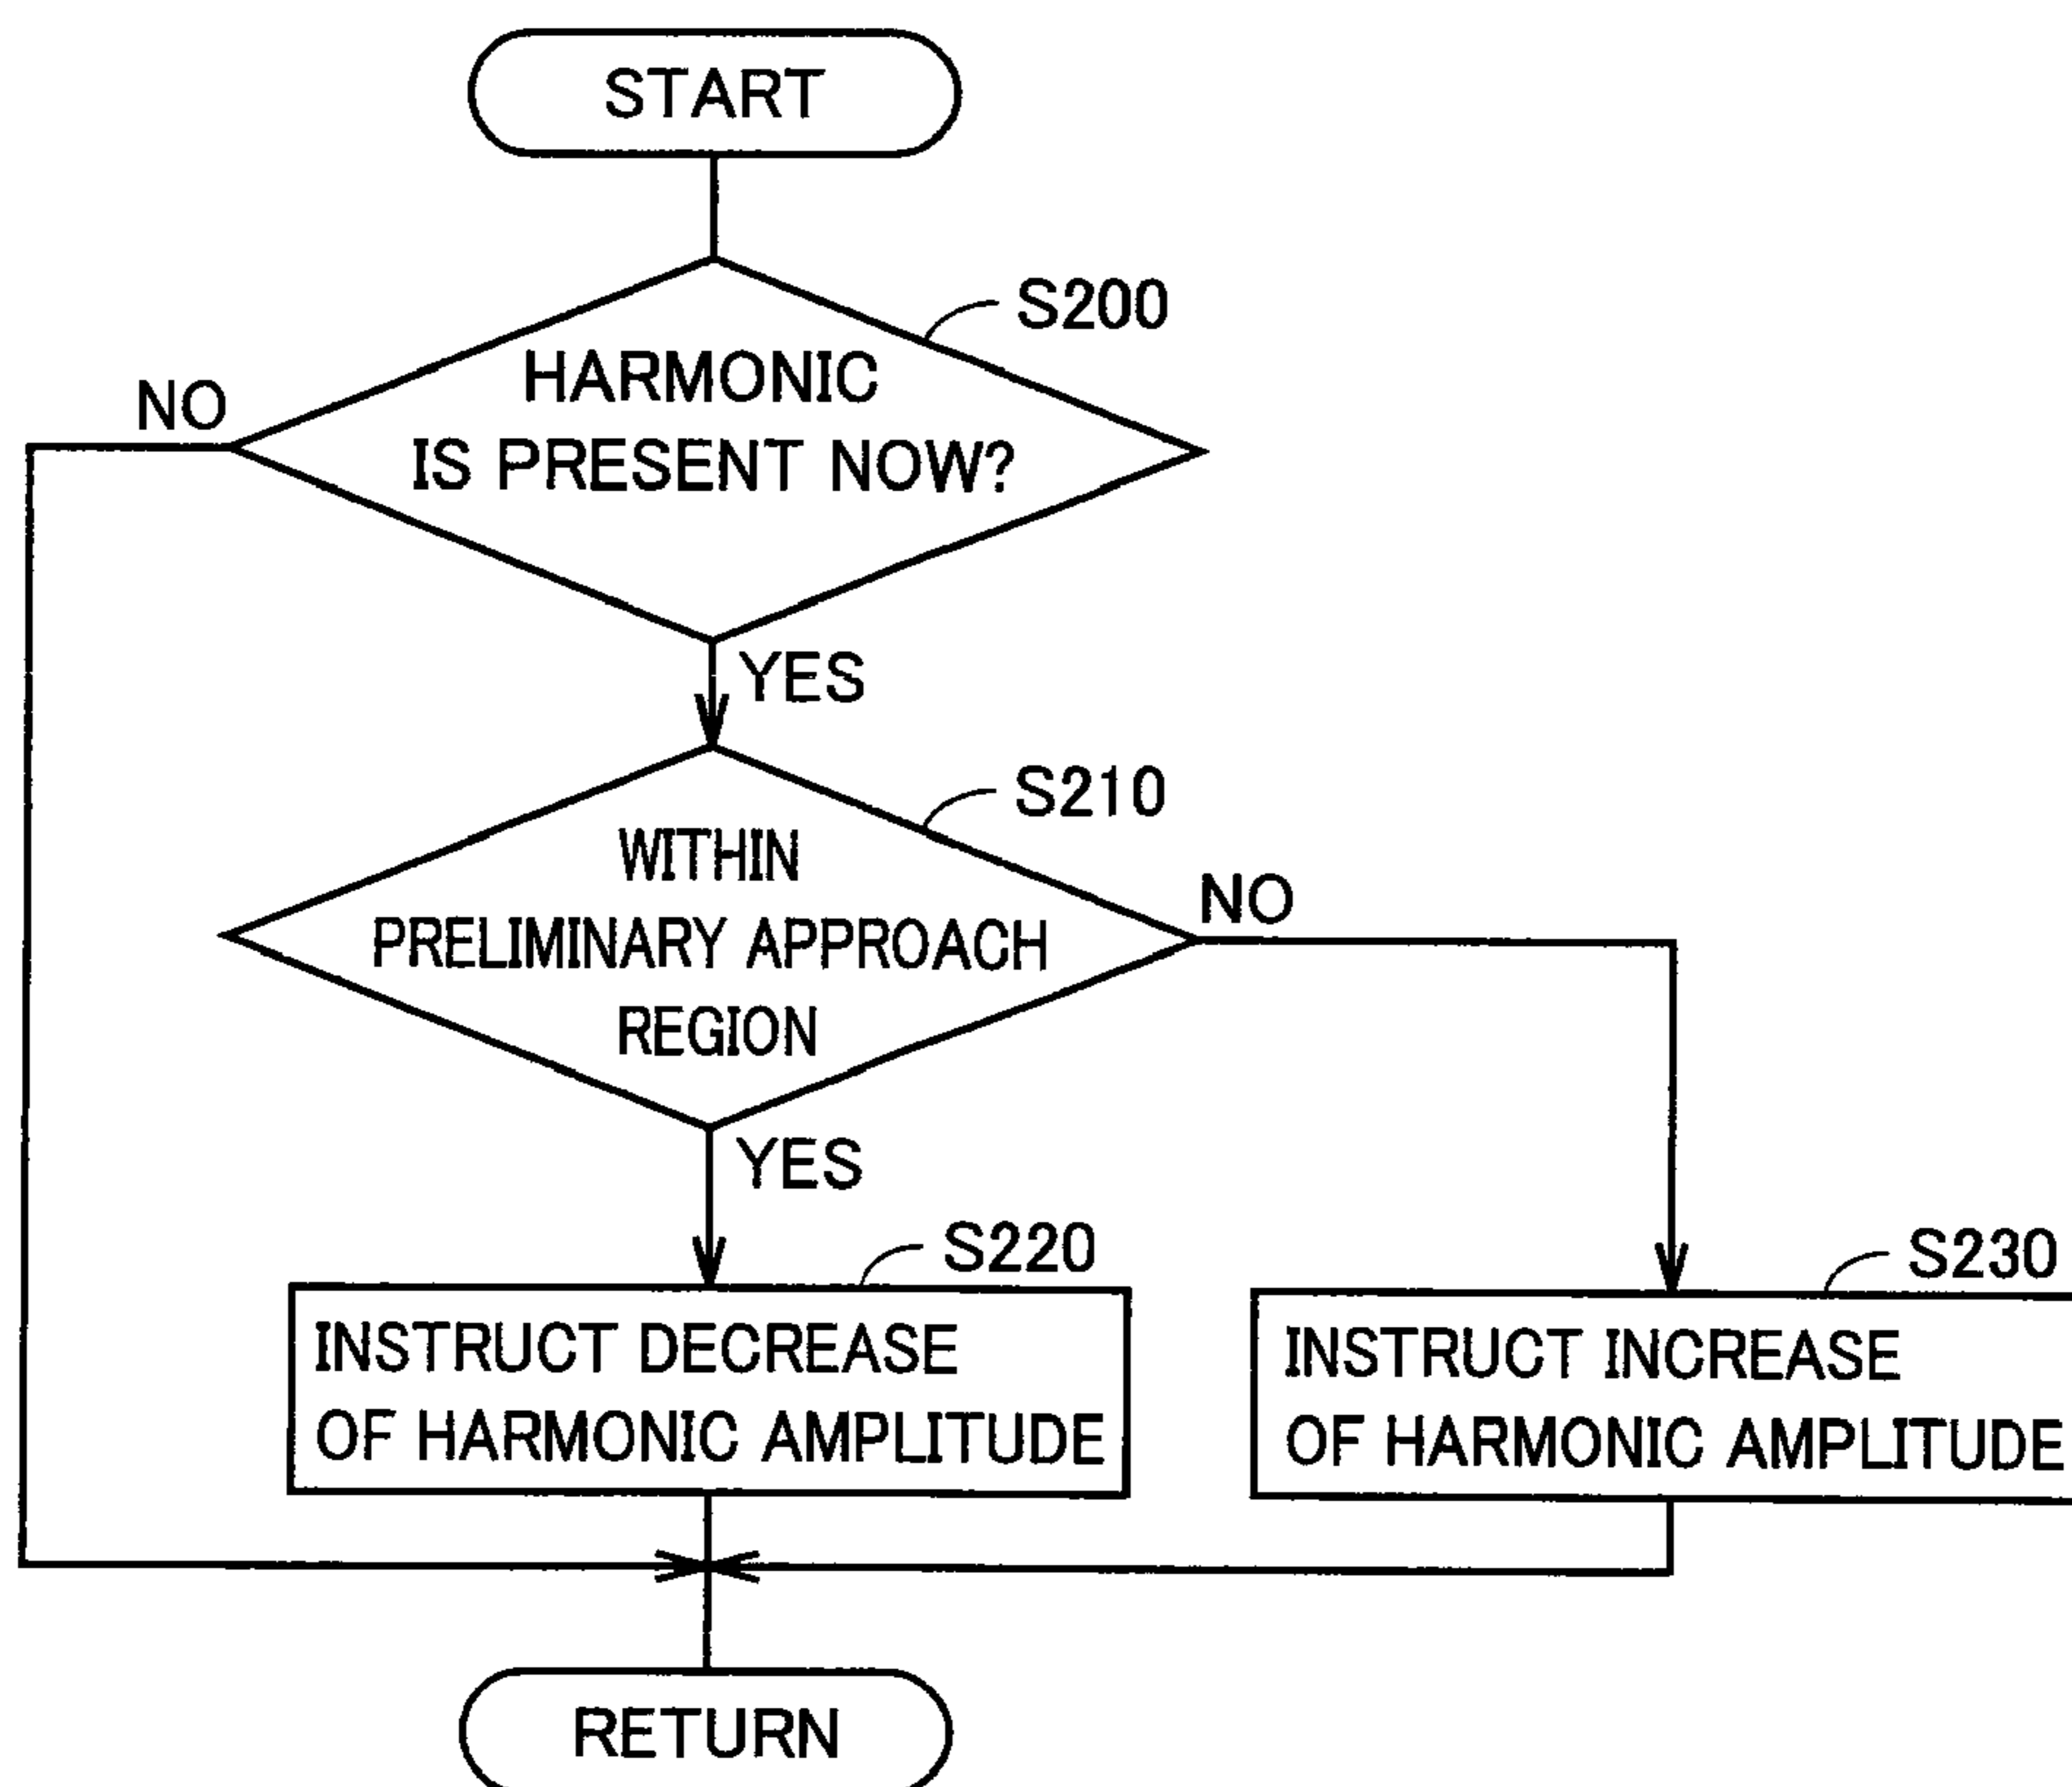 START
S200
HARMONIC
IS PRESENT NOW?
NO
YES
S210
WITHIN
PRELIMINARY APPROACH
REGION
NO
YES
S220
INSTRUCT DECREASE
OF HARMONIC AMPLITUDE
S230
INSTRUCT INCREASE
OF HARMONIC AMPLITUDE
RETURN